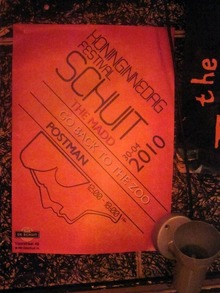 KONINGINNEDAG
FESTIVAL
SCHUIT
30.04
2010
THE MADD
GO BACK TO THE ZOO
POSTMAN
the